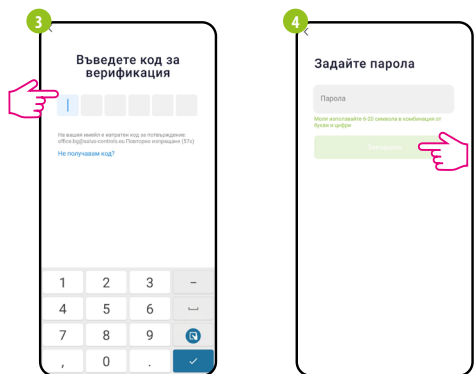 3
Въведете код за
верификация
На вашия имейл е изпратен код за потвърждение:
office.bg@salus-controls.eu Повторно изпращане (57s)
Не получавам код?
1 2 3 -
4 5 6
7 8 9
, 0 .
4
Задайте парола
Парола
Моля използвайте 6-20 символа в комбинация от
букви и цифри
Завършен